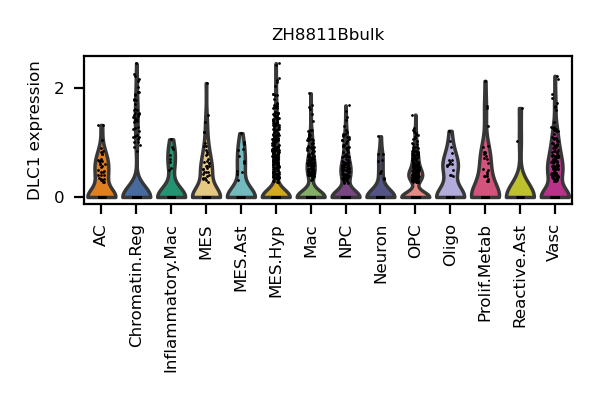 ZH8811Bbulk
DLC1 expression
2
0
AC
Chromatin.Reg
Inflammatory.Mac
MES
MES.Ast
MES.Hyp
Mac
NPC
Neuron
OPC
Oligo
Prolif.Metab
Reactive.Ast
Vasc